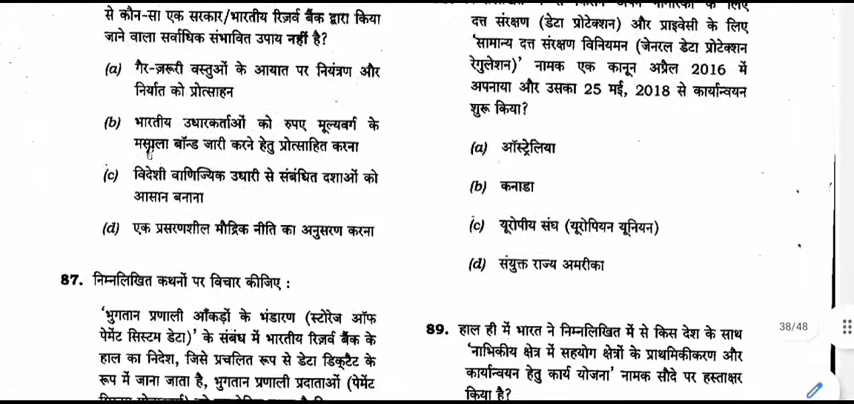 से कौन-सा एक सरकार/भारतीय रिज़र्व बैंक द्वारा किया
जाने वाला सर्वाधिक संभावित उपाय नहीं है?
(a) गैर-ज़रूरी वस्तुओं के आयात पर नियंत्रण और
निर्यात को प्रोत्साहन
(b) भारतीय उधारकर्ताओं को रुपए मूल्यवर्ग के
मसाला बॉन्ड जारी करने हेतु प्रोत्साहित करना
(c) विदेशी वाणिज्यिक उधारी से संबंधित दशाओं को
आसान बनाना
(d) एक प्रसरणशील मौद्रिक नीति का अनुसरण करना
87. निम्नलिखित कथनों पर विचार कीजिए :
'भुगतान प्रणाली आँकड़ों के भंडारण (स्टोरेज ऑफ
पेमेंट सिस्टम डेटा)' के संबंध में भारतीय रिज़र्व बैंक के
हाल का निदेश, जिसे प्रचलित रूप से डेटा डिक्टैट के
रूप में जाना जाता है, भुगतान प्रणाली प्रदाताओं (पेमेंट
दत्त संरक्षण (डेटा प्रोटेक्शन) और प्राइवेसी के लिए
'सामान्य दत्त संरक्षण विनियमन (जेनरल डेटा प्रोटेक्शन
रेगुलेशन)' नामक एक कानून अप्रैल 2016 में
अपनाया और उसका 25 मई, 2018 से कार्यान्वयन
शुरू किया?
(a) ऑस्ट्रेलिया
(b) कनाडा
(c) यूरोपीय संघ (यूरोपियन यूनियन)
(d) संयुक्त राज्य अमरीका
89. हाल ही में भारत ने निम्नलिखित में से किस देश के साथ
'नाभिकीय क्षेत्र में सहयोग क्षेत्रों के प्राथमिकीकरण और
कार्यान्वयन हेतु कार्य योजना' नामक सौदे पर हस्ताक्षर
किया है?
38/48